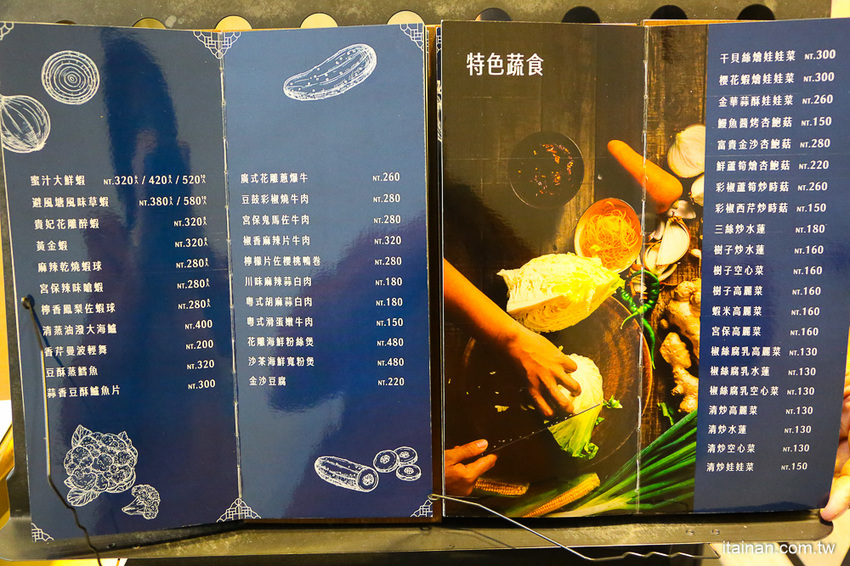 蜜汁大鮮蝦 NT.320 / 420 / 520
避風塘風味草蝦 NT.380 / 580
貴妃花雕醉蝦 NT.320
黃金蝦 NT.320
麻辣乾燒蝦球 NT.280
宮保辣味嗆蝦 NT.280
檸香鳳梨佐蝦球 NT.280
清蒸油潑大海鱸 NT.400
香芹曼波輕舞 NT.200
豆酥蒸鱈魚 NT.320
蒜香豆酥鱸魚片 NT.300
廣式花雕蔥爆牛 NT.260
豆鼓彩椒燒牛肉 NT.280
宮保鬼馬佐牛肉 NT.280
椒香麻辣片牛肉 NT.320
檸檬片佐櫻桃鴨卷 NT.280
川味麻辣蒜白肉 NT.180
粵式胡麻蒜白肉 NT.180
粵式滑蛋嫩牛肉 NT.150
花雕海鮮粉絲煲 NT.480
沙茶海鮮寬粉煲 NT.480
金沙豆腐 NT.220
特色蔬食
干貝絲燴娃娃菜 NT.300
櫻花蝦燴娃娃菜 NT.300
金華蒜酥娃娃菜 NT.260
鰻魚醬烤杏鮑菇 NT.150
富貴金沙杏鮑菇 NT.280
鮮蘆筍燴杏鮑菇 NT.220
彩椒蘆筍炒時菇 NT.260
彩椒西芹炒時菇 NT.150
三絲炒水蓮 NT.180
樹子炒水蓮 NT.160
樹子空心菜 NT.160
樹子高麗菜 NT.160
蝦米高麗菜 NT.160
宮保高麗菜 NT.160
椒絲腐乳高麗菜 NT.130
椒絲腐乳水蓮 NT.130
椒絲腐乳空心菜 NT.130
清炒高麗菜 NT.130
清炒水蓮 NT.130
清炒空心菜 NT.130
清炒娃娃菜 NT.150
itainan.com.tw